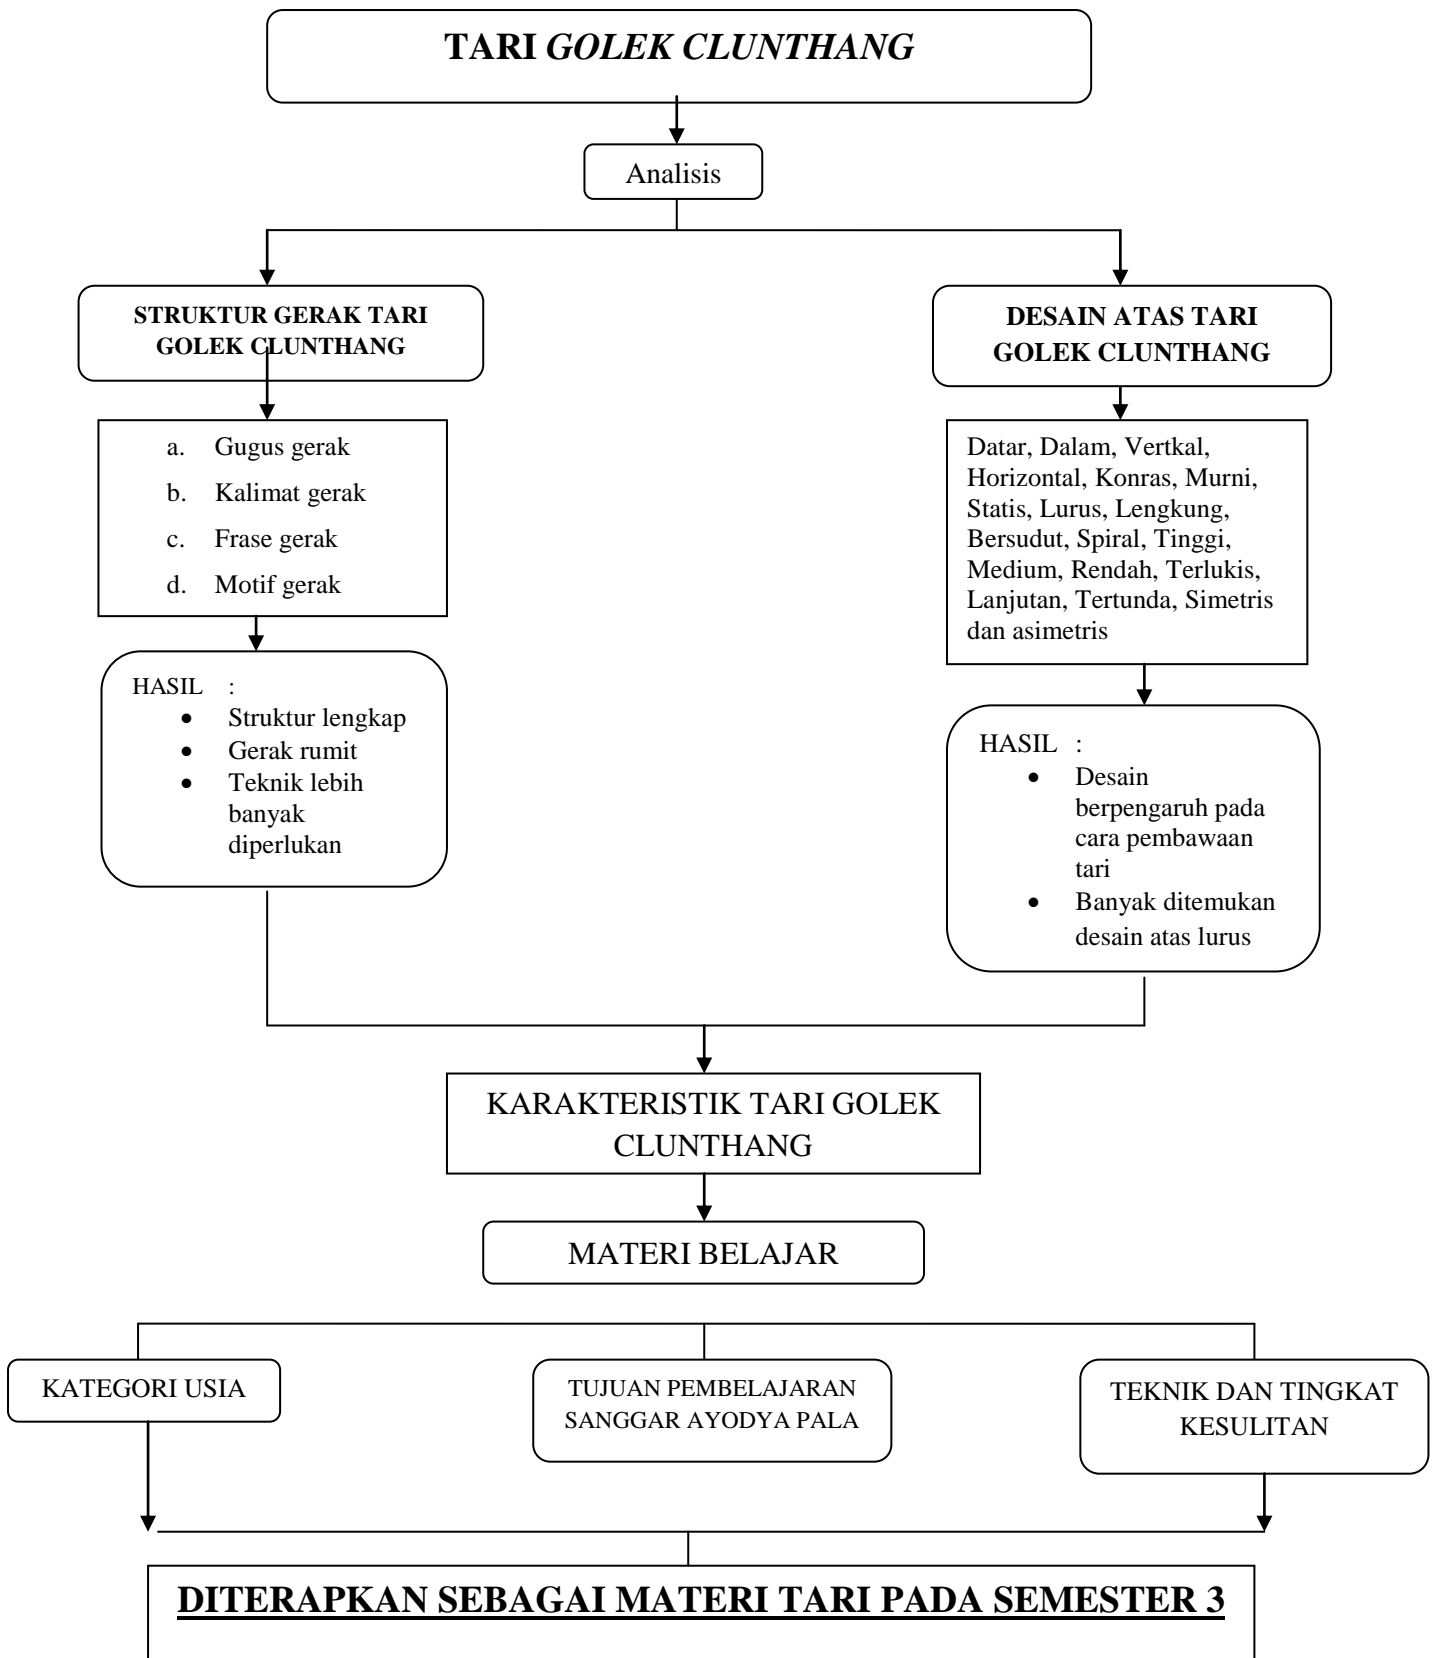 TARI GOLEK CLUNTHANG
Analisis
STRUKTUR GERAK TARI
GOLEK CLUNTHANG
a. Gugus gerak
b. Kalimat gerak
c. Frase gerak
d. Motif gerak
HASIL :
• Struktur lengkap
• Gerak rumit
• Teknik lebih
banyak
diperlukan
DESAIN ATAS TARI
GOLEK CLUNTHANG
Datar, Dalam, Vertkal,
Horizontal, Konras, Murni,
Statis, Lurus, Lengkung,
Bersudut, Spiral, Tinggi,
Medium, Rendah, Terlukis,
Lanjutan, Tertunda, Simetris
dan asimetris
HASIL :
• Desain
berpengaruh pada
cara pembawaan
tari
• Banyak ditemukan
desain atas lurus
KARAKTERISTIK TARI GOLEK
CLUNTHANG
MATERI BELAJAR
KATEGORI USIA
TUJUAN PEMBELAJARAN
SANGGAR AYODYA PALA
TEKNIK DAN TINGKAT
KESULITAN
DITERAPKAN SEBAGAI MATERI TARI PADA SEMESTER 3